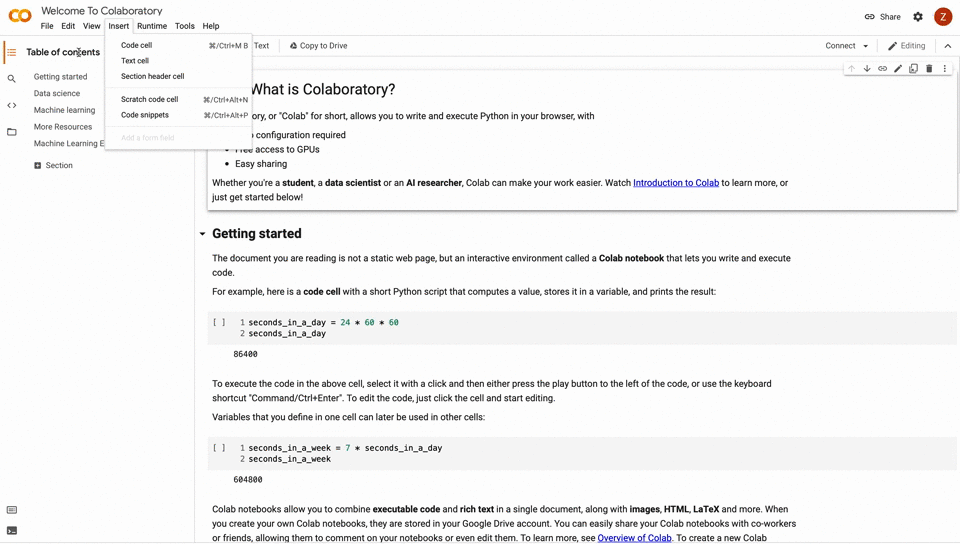 Welcome To Colaboratory
File Edit View Insert Runtime Tools Help
Share
Z
Table of contents
Getting started
Data science
Machine learning
More Resources
Machine Learning E
Section
Code cell ⌘/Ctrl+M B
Text cell
Section header cell
Scratch code cell ⌘/Ctrl+Alt+N
Code snippets ⌘/Ctrl+Alt+P
Add a form field
Text Copy to Drive
Connect Editing
What is Colaboratory?
ory, or "Colab" for short, allows you to write and execute Python in your browser, with
configuration required
Free access to GPUs
Easy sharing
Whether you're a student, a data scientist or an AI researcher, Colab can make your work easier. Watch Introduction to Colab to learn more, or
just get started below!
Getting started
The document you are reading is not a static web page, but an interactive environment called a Colab notebook that lets you write and execute
code.
For example, here is a code cell with a short Python script that computes a value, stores it in a variable, and prints the result:
[ ] 1 seconds_in_a_day = 24 * 60 * 60
2 seconds_in_a_day
86400
To execute the code in the above cell, select it with a click and then either press the play button to the left of the code, or use the keyboard
shortcut "Command/Ctrl+Enter". To edit the code, just click the cell and start editing.
Variables that you define in one cell can later be used in other cells:
[ ] 1 seconds_in_a_week = 7 * seconds_in_a_day
2 seconds_in_a_week
604800
Colab notebooks allow you to combine executable code and rich text in a single document, along with images, HTML, LaTeX and more. When
you create your own Colab notebooks, they are stored in your Google Drive account. You can easily share your Colab notebooks with co-workers
or friends, allowing them to comment on your notebooks or even edit them. To learn more, see Overview of Colab. To create a new Colab